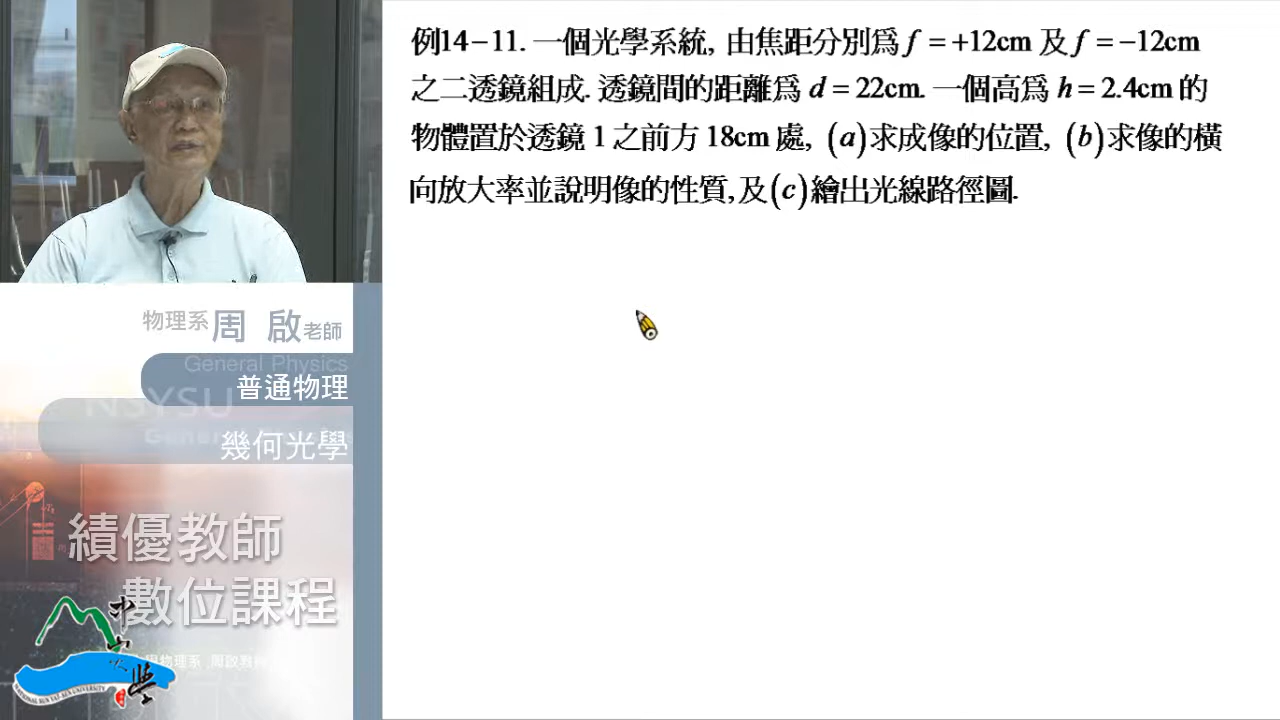 例14－11. 一個光學系統, 由焦距分別為 f = +12cm 及 f = −12cm
之二透鏡組成. 透鏡間的距離為 d = 22cm. 一個高為 h = 2.4cm 的
物體置於透鏡 1 之前方 18cm 處, (a)求成像的位置, (b)求像的橫
向放大率並說明像的性質, 及(c)繪出光線路徑圖.
物理系 周 啟 老師
General Physics
普通物理
NSYSU
幾何光學
績優教師
數位課程